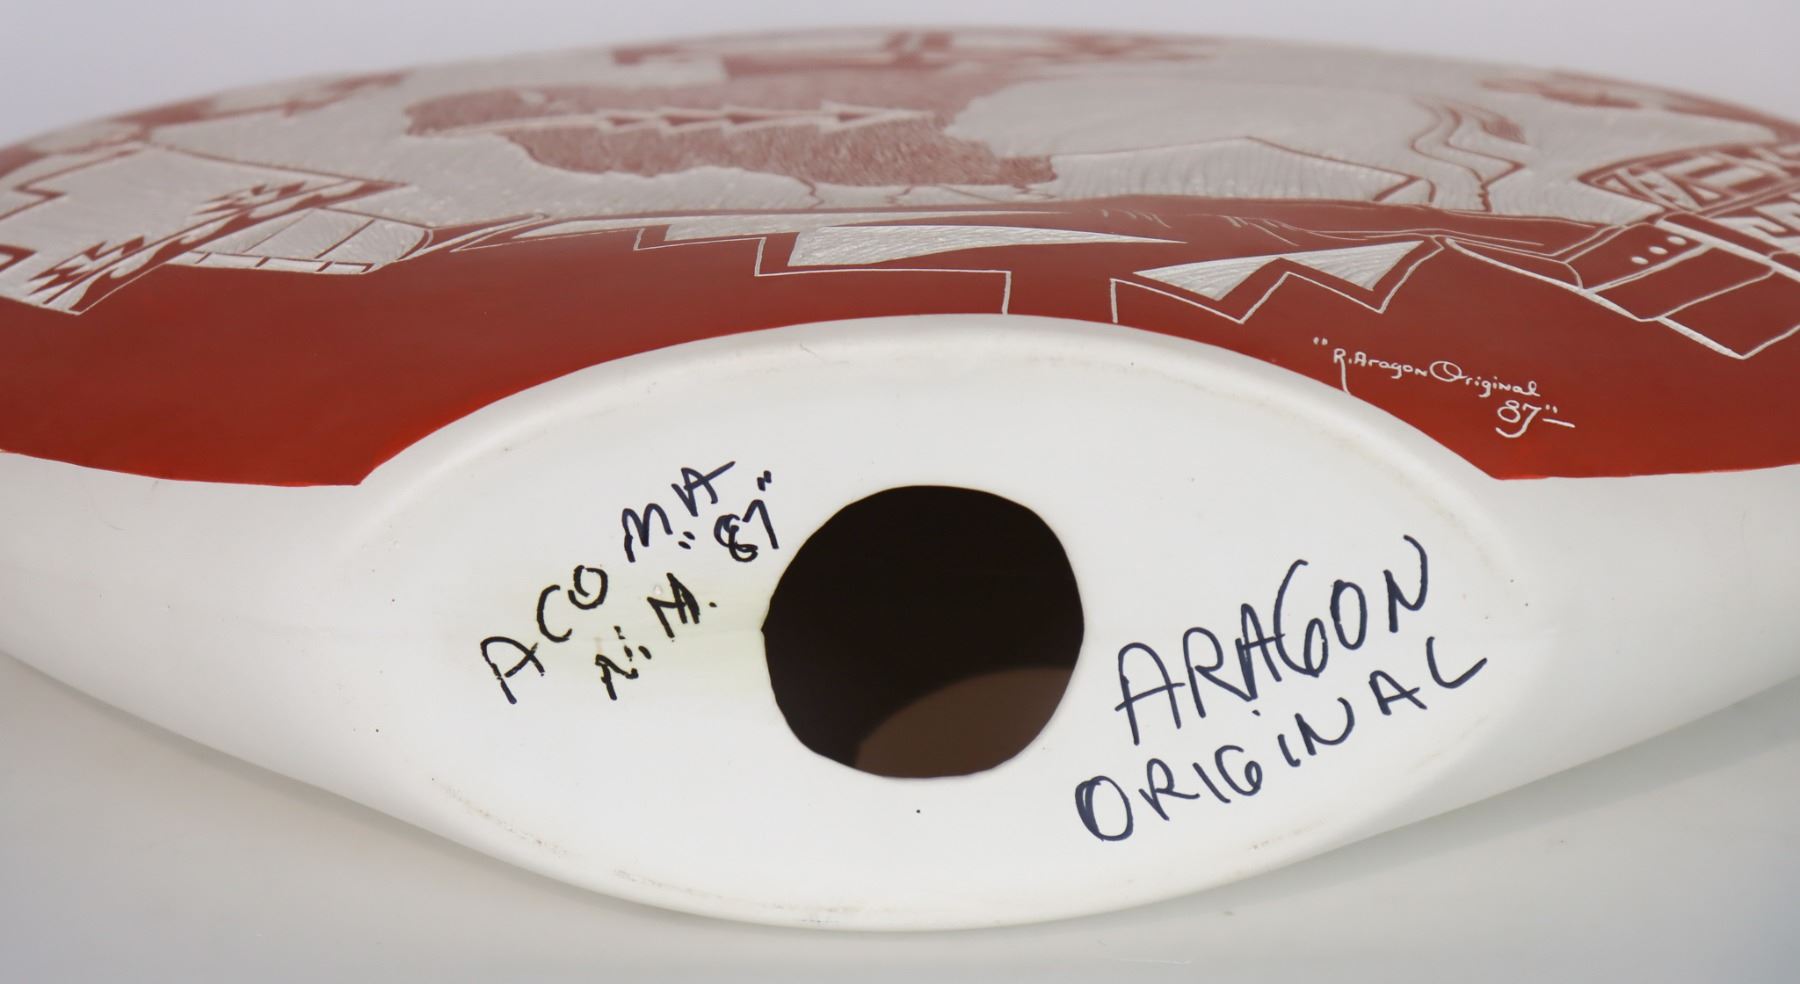 "R. Aragon Original
87"
ACOMA
N:M. "87"
ARAGON
ORIGINAL